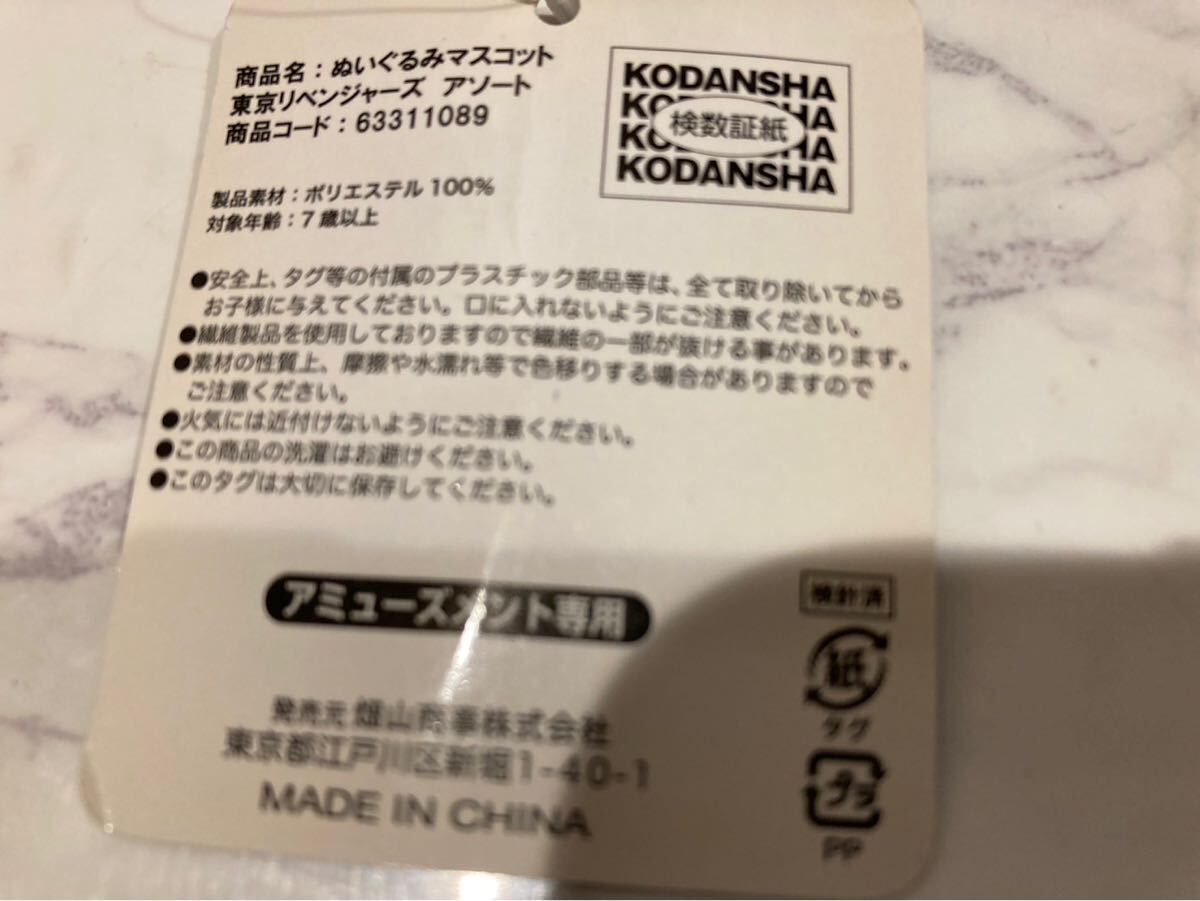 商品名：ぬいぐるみマスコット
東京リベンジャーズ アソート
商品コード：63311089
KODANSHA
KODANSHA
検数証紙
KODANSHA
KODANSHA
製品素材：ポリエステル100%
対象年齢：7歳以上
●安全上、タグ等の付属のプラスチック部品等は、全て取り除いてから
お子様に与えてください。口に入れないようにご注意ください。
●繊維製品を使用しておりますので繊維の一部が抜ける事があります。
●素材の性質上、摩擦や水濡れ等で色移りする場合がありますので
ご注意ください。
●火気には近付けないようにご注意ください。
●この商品の洗濯はお避けください。
●このタグは大切に保存してください。
アミューズメント専用
検針済
紙
タグ
発売元 畑山商事株式会社
東京都江戸川区新堀1-40-1
MADE IN CHINA
プラ
PP